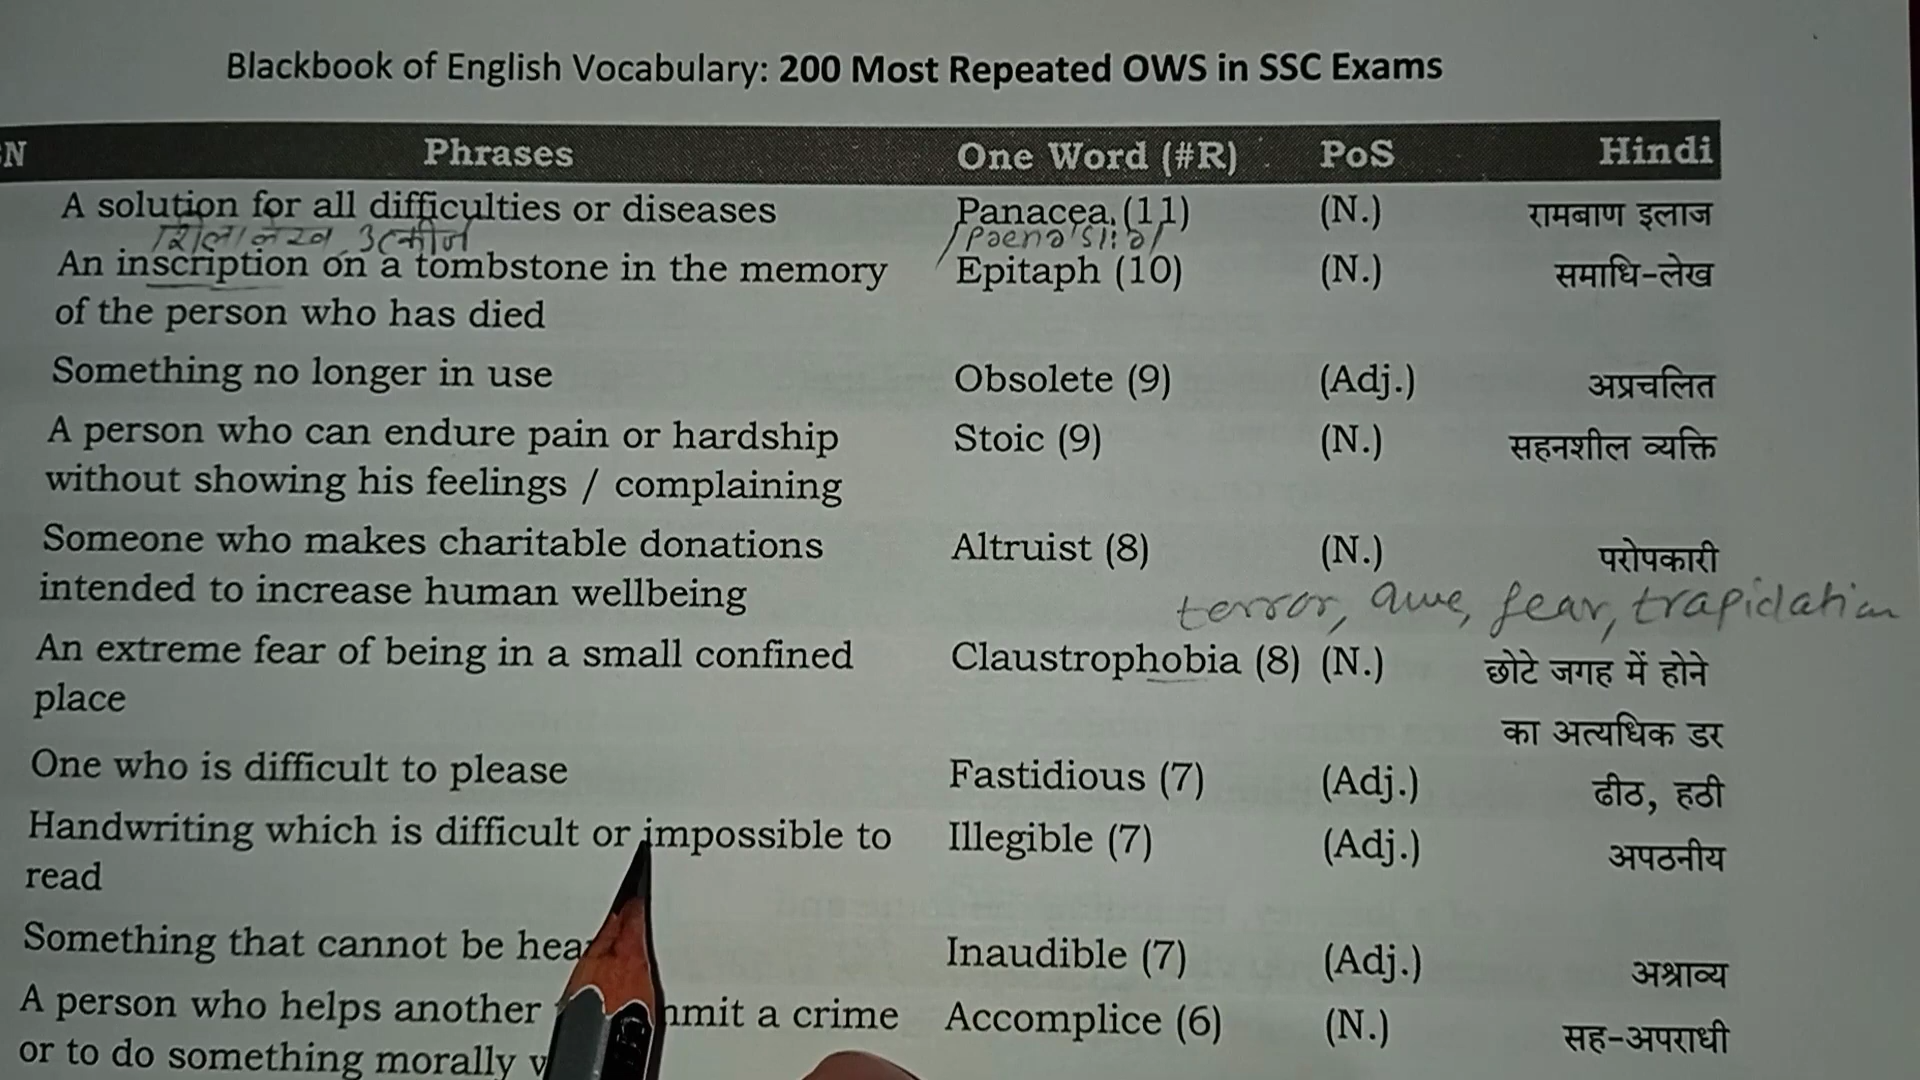 Blackbook of English Vocabulary: 200 Most Repeated OWS in SSC Exams
Phrases One Word (#R) PoS Hindi
A solution for all difficulties or diseases Panacea (11) (N.) रामबाण इलाज
शिलालेख
An inscription on a tombstone in the memory Epitaph (10) (N.) समाधि-लेख
of the person who has died
Something no longer in use Obsolete (9) (Adj.) अप्रचलित
A person who can endure pain or hardship Stoic (9) (N.) सहनशील व्यक्ति
without showing his feelings / complaining
Someone who makes charitable donations Altruist (8) (N.) परोपकारी
intended to increase human wellbeing
terror, awe, fear, trapidation
An extreme fear of being in a small confined Claustrophobia (8) (N.) छोटे जगह में होने
place
का अत्यधिक डर
One who is difficult to please Fastidious (7) (Adj.) ढीठ, हठी
Handwriting which is difficult or impossible to Illegible (7) (Adj.) अपठनीय
read
Something that cannot be Inaudible (7) (Adj.) अश्राव्य
A person who helps another a crime Accomplice (6) (N.) सह-अपराधी
or to do something morally